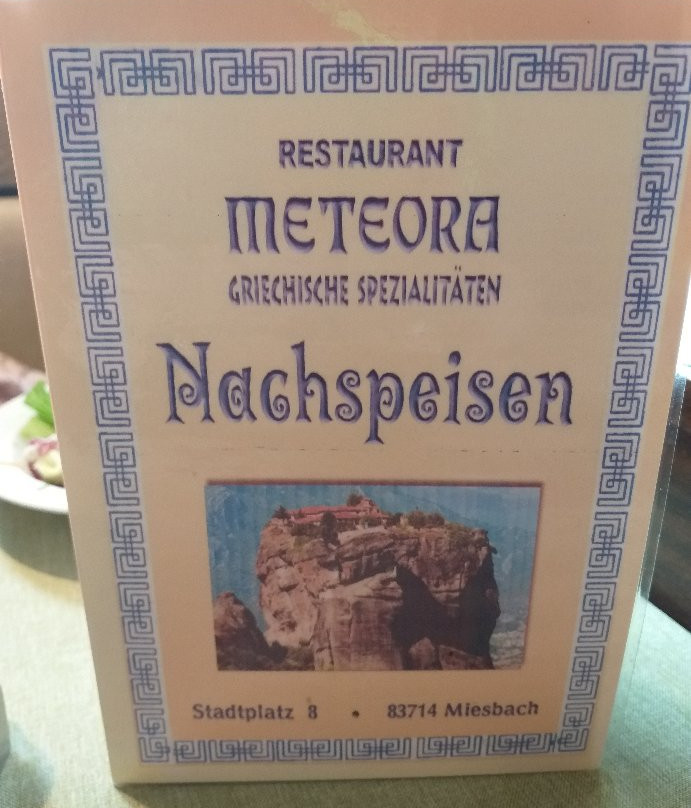 RESTAURANT
METEORA
GRIECHISCHE SPEZIALITÄTEN
Nachspeisen
Stadtplatz 8 • 83714 Miesbach